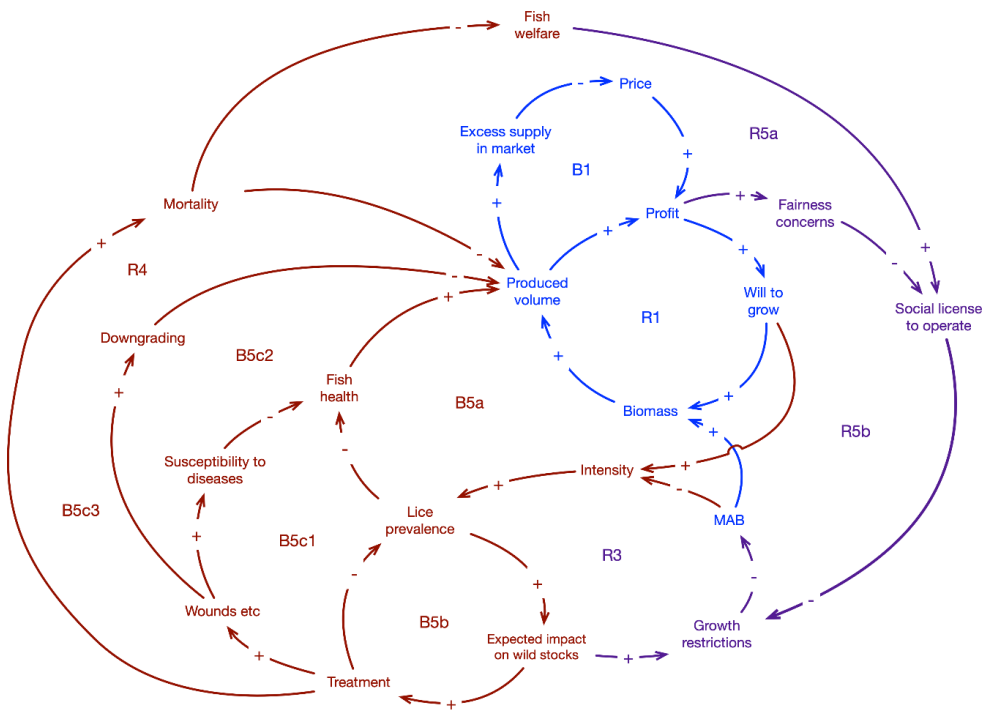 Fish
welfare
-
-
Price
Excess supply
in market
R5a
B1
+
+
Mortality
+
Profit
+
Fairness
concerns
+
+
+
+
-
R4
-
-
+
Produced
volume
Will to
grow
Social license
to operate
R1
Downgrading
B5c2
+
Fish
health
+
+
B5a
Biomass
-
+
R5b
-
Susceptibility to
diseases
+
Intensity
+
-
B5c3
Lice
prevalence
MAB
+
B5c1
R3
-
+
-
-
Wounds etc
B5b
Growth
restrictions
Expected impact
on wild stocks
+
+
Treatment
+